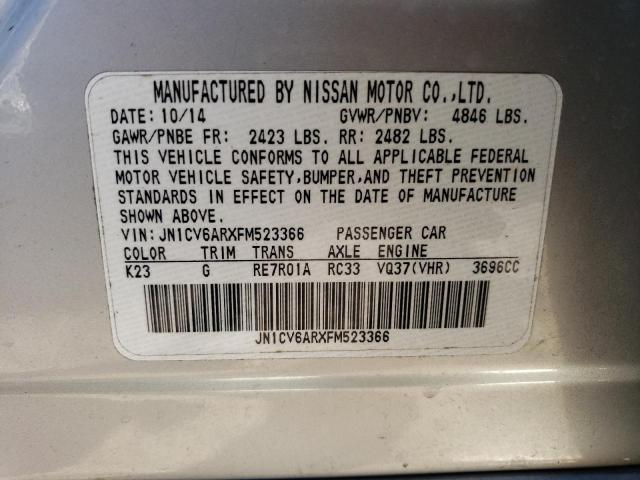 MANUFACTURED BY NISSAN MOTOR CO.,LTD.
DATE: 10/14 GVWR/PNBV: 4846 LBS.
GAWR/PNBE FR: 2423 LBS. RR: 2482 LBS.
THIS VEHICLE CONFORMS TO ALL APPLICABLE FEDERAL
MOTOR VEHICLE SAFETY,BUMPER,AND THEFT PREVENTION
STANDARDS IN EFFECT ON THE DATE OF MANUFACTURE
SHOWN ABOVE.
VIN: JN1CV6ARXFM523366 PASSENGER CAR
COLOR TRIM TRANS AXLE ENGINE
K23 G RE7R01A RC33 VQ37(VHR) 3696CC
JN1CV6ARXFM523366